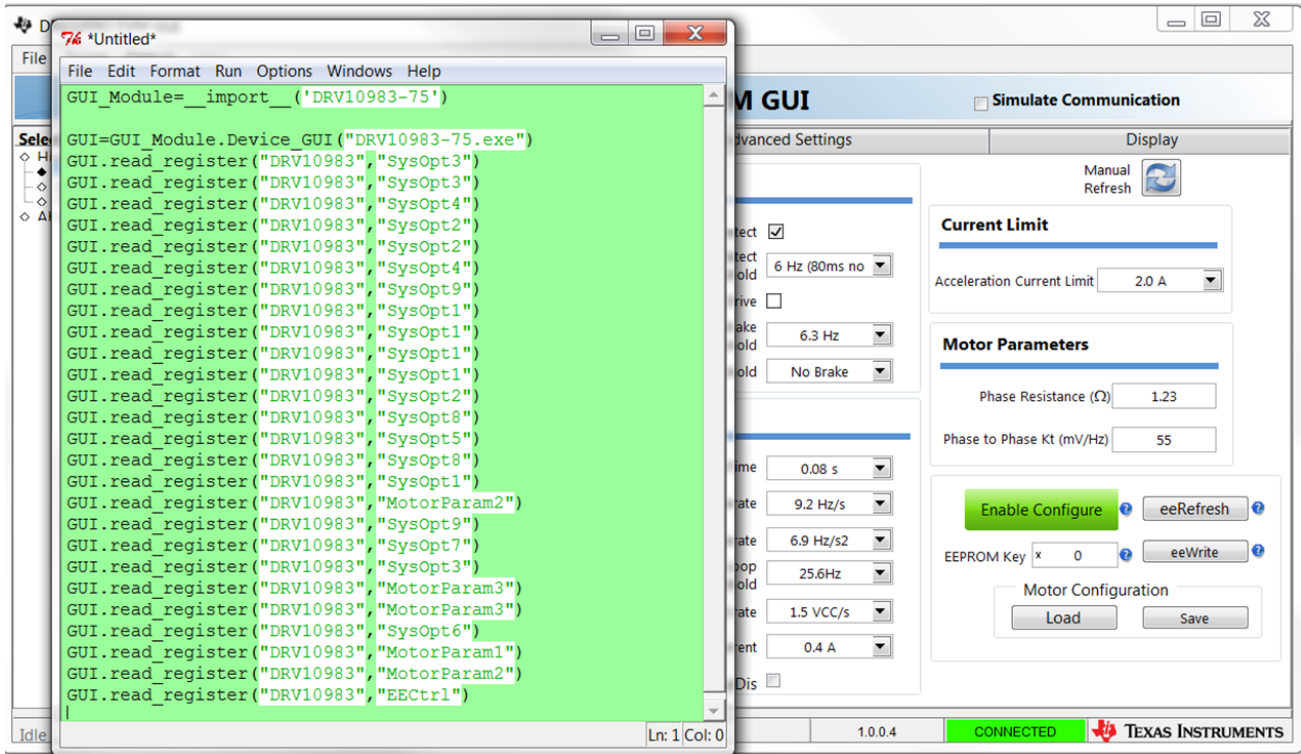 *Untitled*
File Edit Format Run Options Windows Help
GUI_Module=__import__('DRV10983-75')
GUI=GUI_Module.Device_GUI("DRV10983-75.exe")
GUI.read_register("DRV10983","SysOpt3")
GUI.read_register("DRV10983","SysOpt3")
GUI.read_register("DRV10983","SysOpt4")
GUI.read_register("DRV10983","SysOpt2")
GUI.read_register("DRV10983","SysOpt2")
GUI.read_register("DRV10983","SysOpt4")
GUI.read_register("DRV10983","SysOpt9")
GUI.read_register("DRV10983","SysOpt1")
GUI.read_register("DRV10983","SysOpt1")
GUI.read_register("DRV10983","SysOpt1")
GUI.read_register("DRV10983","SysOpt1")
GUI.read_register("DRV10983","SysOpt2")
GUI.read_register("DRV10983","SysOpt8")
GUI.read_register("DRV10983","SysOpt5")
GUI.read_register("DRV10983","SysOpt8")
GUI.read_register("DRV10983","SysOpt1")
GUI.read_register("DRV10983","MotorParam2")
GUI.read_register("DRV10983","SysOpt9")
GUI.read_register("DRV10983","SysOpt7")
GUI.read_register("DRV10983","SysOpt3")
GUI.read_register("DRV10983","MotorParam3")
GUI.read_register("DRV10983","MotorParam3")
GUI.read_register("DRV10983","SysOpt6")
GUI.read_register("DRV10983","MotorParam1")
GUI.read_register("DRV10983","MotorParam2")
GUI.read_register("DRV10983","EECtrl")
Ln: 1 Col: 0
File
M GUI
Simulate Communication
Settings
Display
Manual
Refresh
6 Hz (80ms no
6.3 Hz
No Brake
0.08 s
9.2 Hz/s
6.9 Hz/s2
25.6Hz
1.5 VCC/s
0.4 A
Dis
Current Limit
Acceleration Current Limit 2.0 A
Motor Parameters
Phase Resistance (Ω) 1.23
Phase to Phase Kt (mV/Hz) 55
Enable Configure eeRefresh
EEPROM Key x 0 eeWrite
Motor Configuration
Load Save
Idle
1.0.0.4 CONNECTED TEXAS INSTRUMENTS